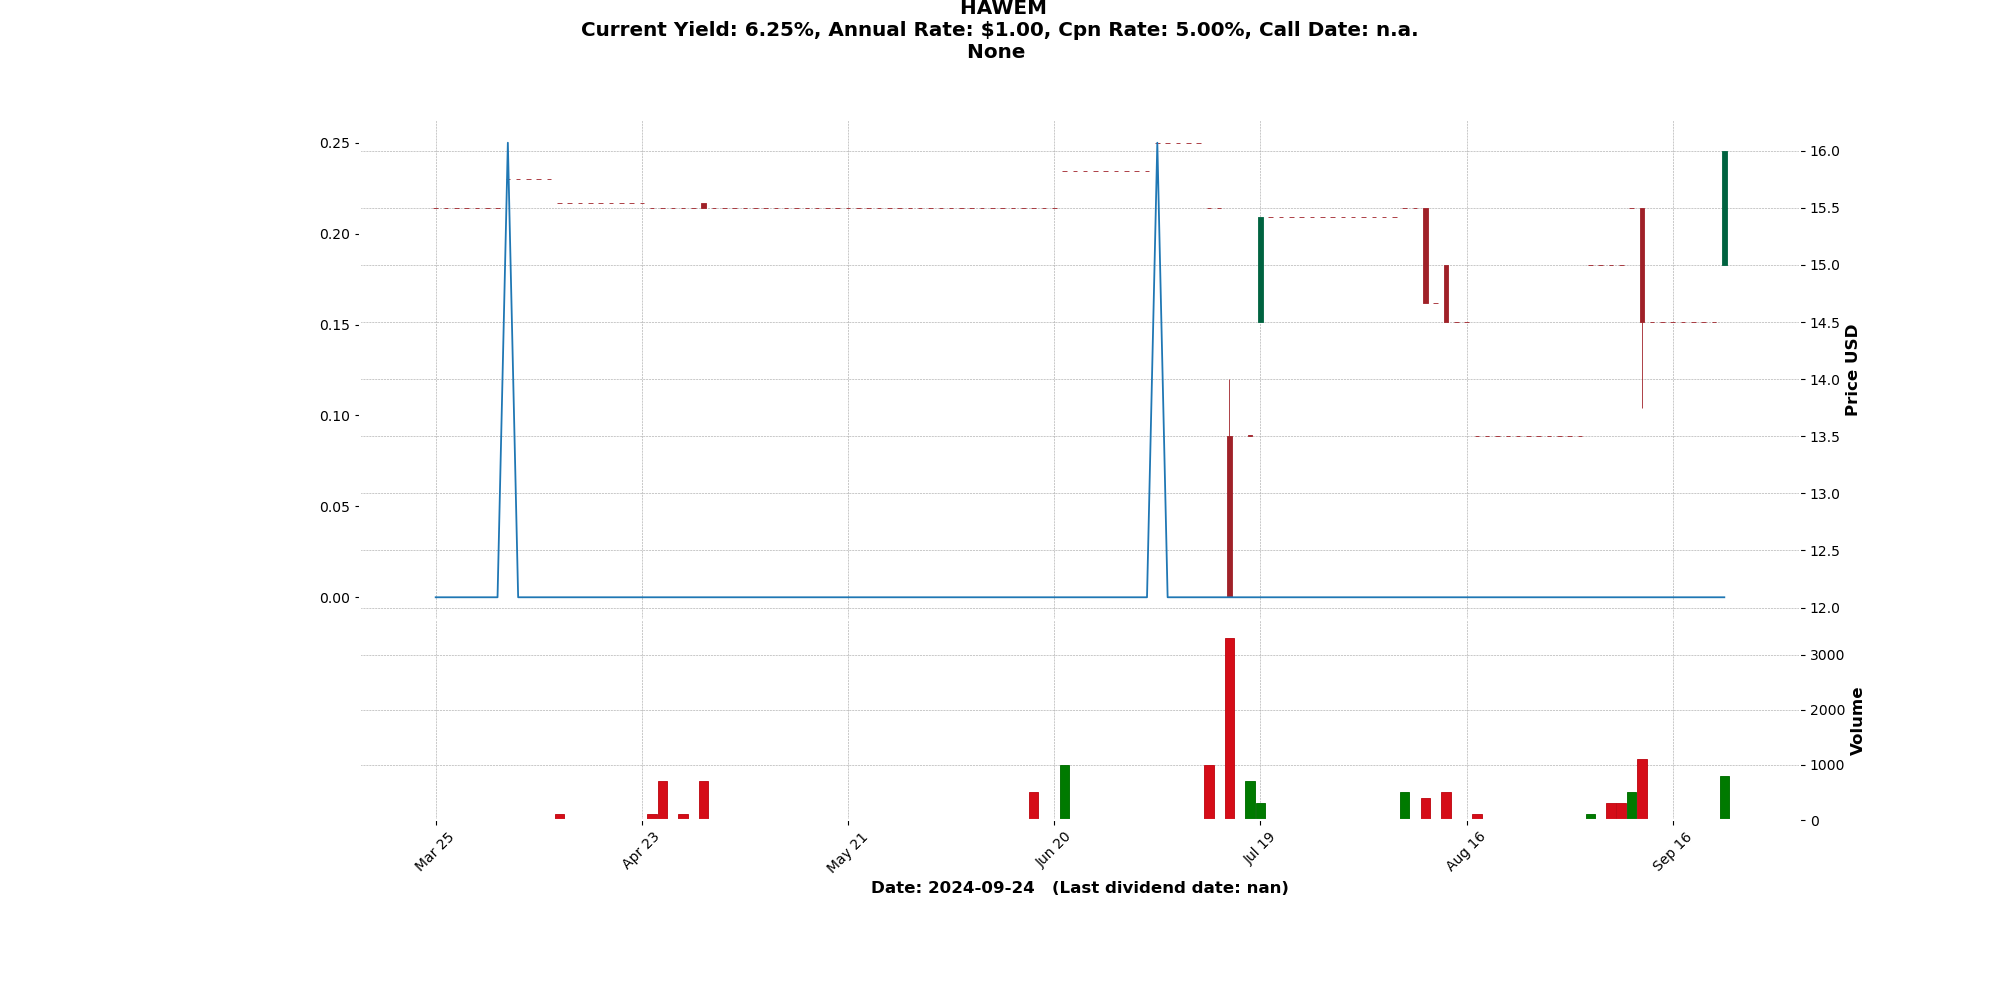 HAWEM
Current Yield: 6.25%, Annual Rate: $1.00, Cpn Rate: 5.00%, Call Date: n.a.
None
0.25
0.20
0.15
0.10
0.05
0.00
16.0
15.5
15.0
14.5
14.0
13.5
13.0
12.5
12.0
Price USD
3000
2000
1000
0
Volume
Mar 25
Apr 23
May 21
Jun 20
Jul 19
Aug 16
Sep 16
Date: 2024-09-24 (Last dividend date: nan)